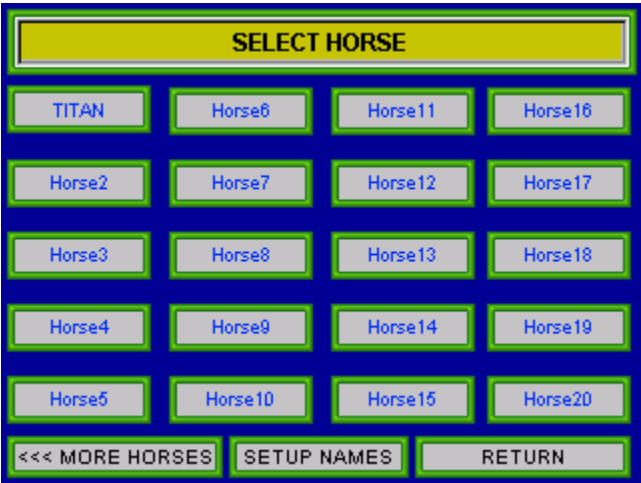 SELECT HORSE
TITAN Horse6 Horse11 Horse16
Horse2 Horse7 Horse12 Horse17
Horse3 Horse8 Horse13 Horse18
Horse4 Horse9 Horse14 Horse19
Horse5 Horse10 Horse15 Horse20
<<< MORE HORSES SETUP NAMES RETURN